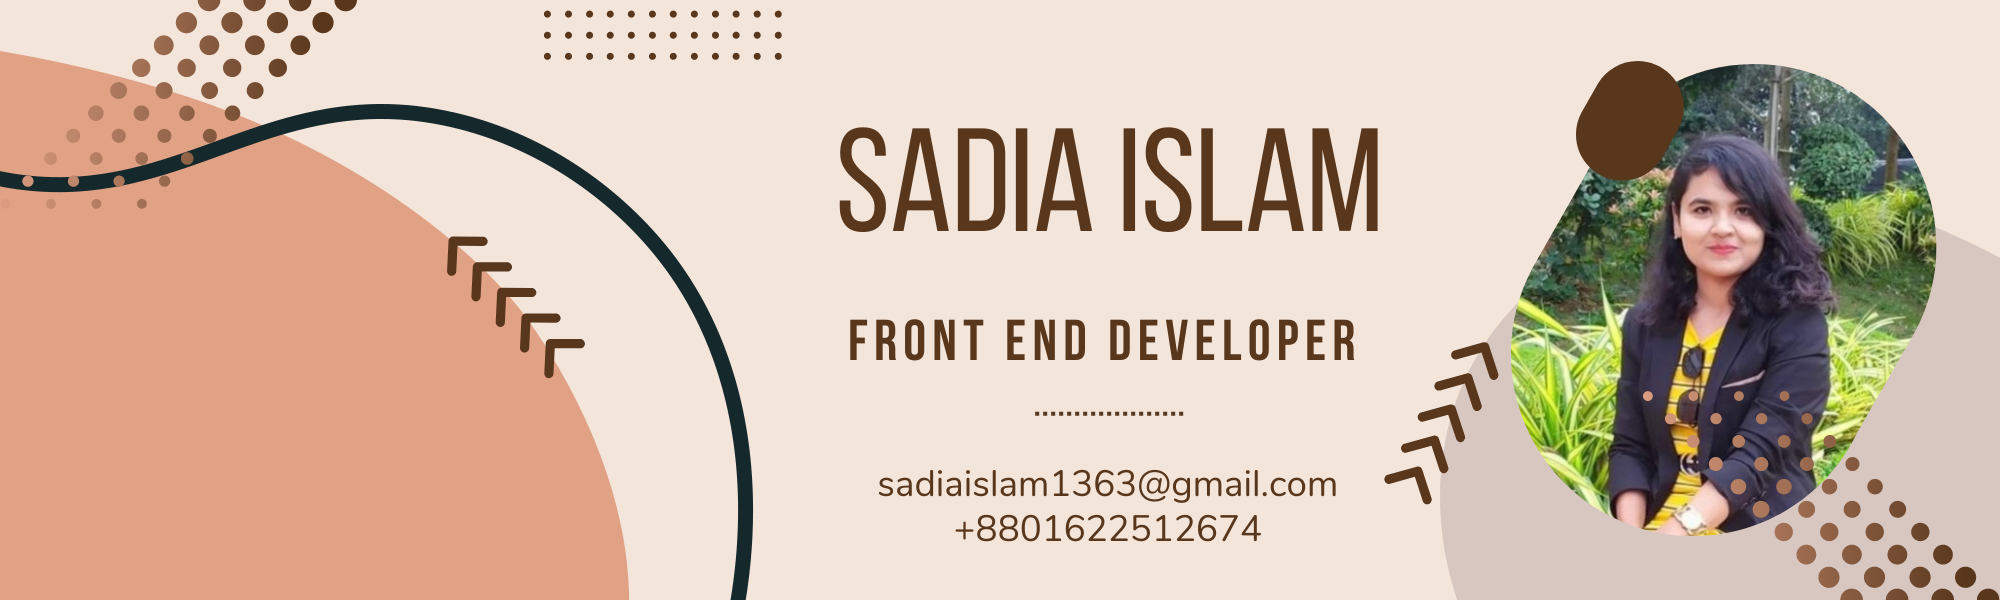 SADIA ISLAM
FRONT END DEVELOPER
sadiaislam1363@gmail.com
+8801622512674